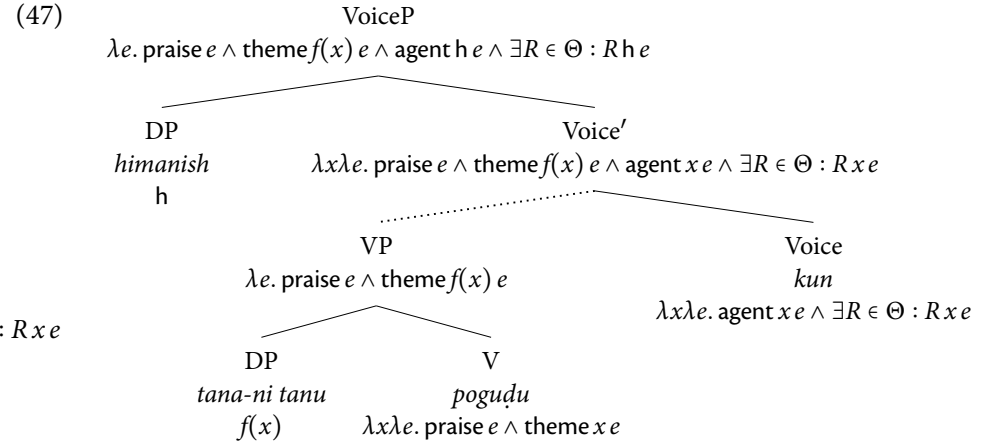 (47)
VoiceP
λe. praise e ∧ theme f(x) e ∧ agent h e ∧ ∃R ∈ Θ : R h e
DP
himanish
h
Voice′
λxλe. praise e ∧ theme f(x) e ∧ agent x e ∧ ∃R ∈ Θ : R x e
VP
λe. praise e ∧ theme f(x) e
Voice
kun
λxλe. agent x e ∧ ∃R ∈ Θ : R x e
: R x e
DP
tana-ni tanu
f(x)
V
poguḍu
λxλe. praise e ∧ theme x e